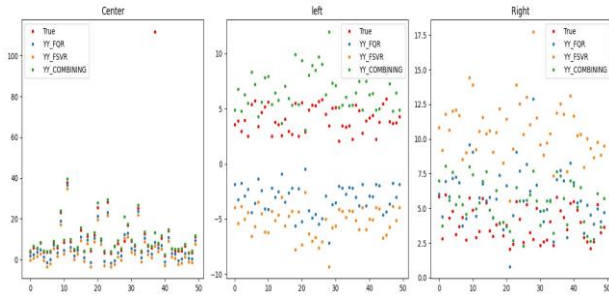 Center
True
YY_FQR
YY_FSVR
YY_COMBINING
100
80
60
40
20
0
0
10
20
30
40
50
left
True
YY_FQR
YY_FSVR
YY_COMBINING
10
5
0
−5
−10
0
10
20
30
40
50
Right
True
YY_FQR
YY_FSVR
YY_COMBINING
17.5
15.0
12.5
10.0
7.5
5.0
2.5
0.0
0
10
20
30
40
50